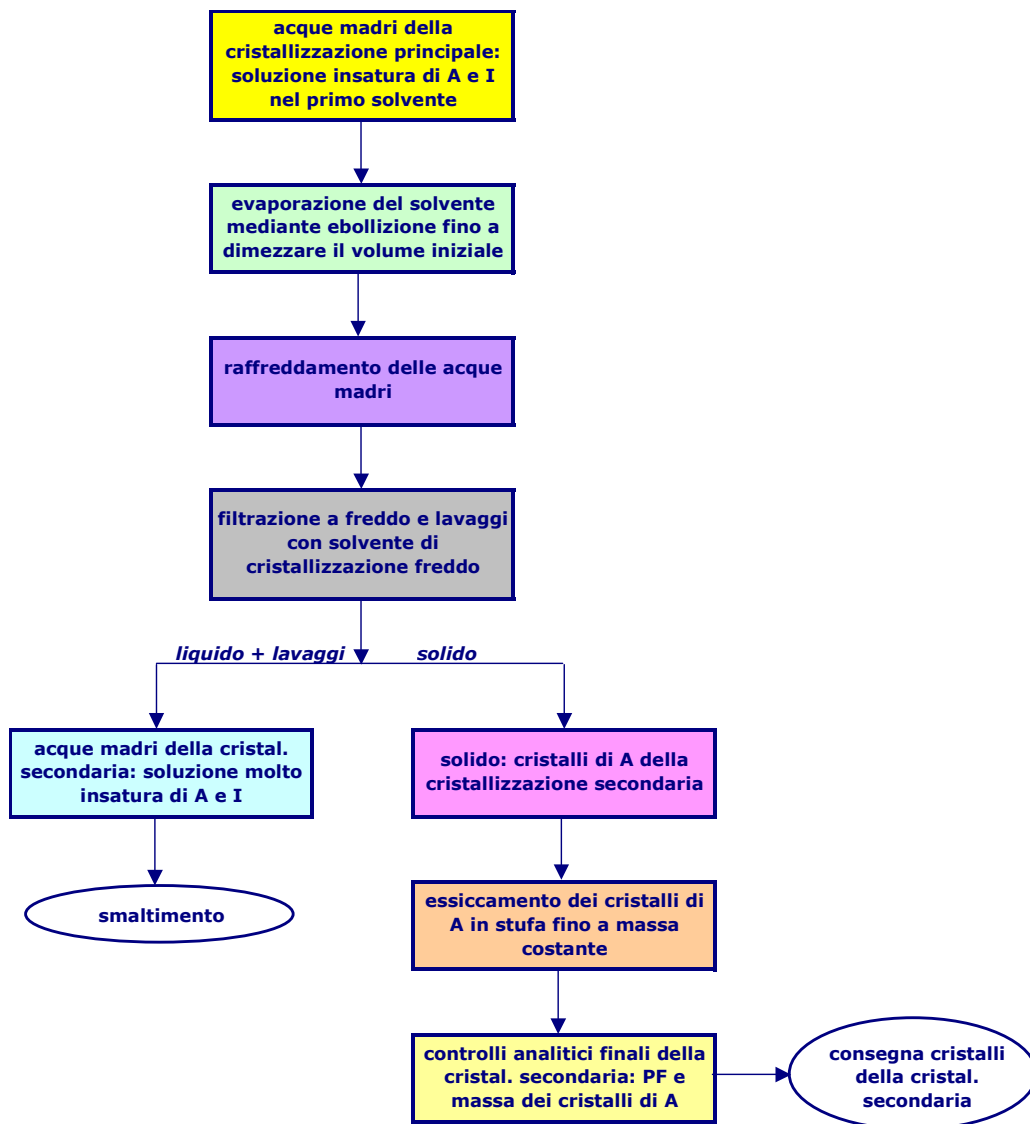 acque madri della
cristallizzazione principale:
soluzione insatura di A e I
nel primo solvente
evaporazione del solvente
mediante ebollizione fino a
dimezzare il volume iniziale
raffreddamento delle acque
madri
filtrazione a freddo e lavaggi
con solvente di
cristallizzazione freddo
liquido + lavaggi
solido
acque madri della cristal.
secondaria: soluzione molto
insatura di A e I
solido: cristalli di A della
cristallizzazione secondaria
smaltimento
essiccamento dei cristalli di
A in stufa fino a massa
costante
controlli analitici finali della
cristal. secondaria: PF e
massa dei cristalli di A
consegna cristalli
della cristal.
secondaria